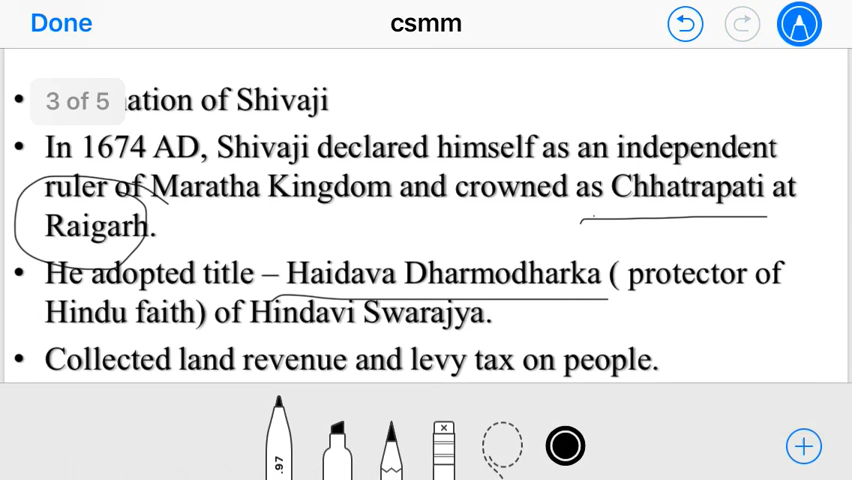 Done
csmm
3 of 5
ation of Shivaji
• In 1674 AD, Shivaji declared himself as an independent
ruler of Maratha Kingdom and crowned as Chhatrapati at
Raigarh.
• He adopted title – Haidava Dharmodharka ( protector of
Hindu faith) of Hindavi Swarajya.
• Collected land revenue and levy tax on people.
.97